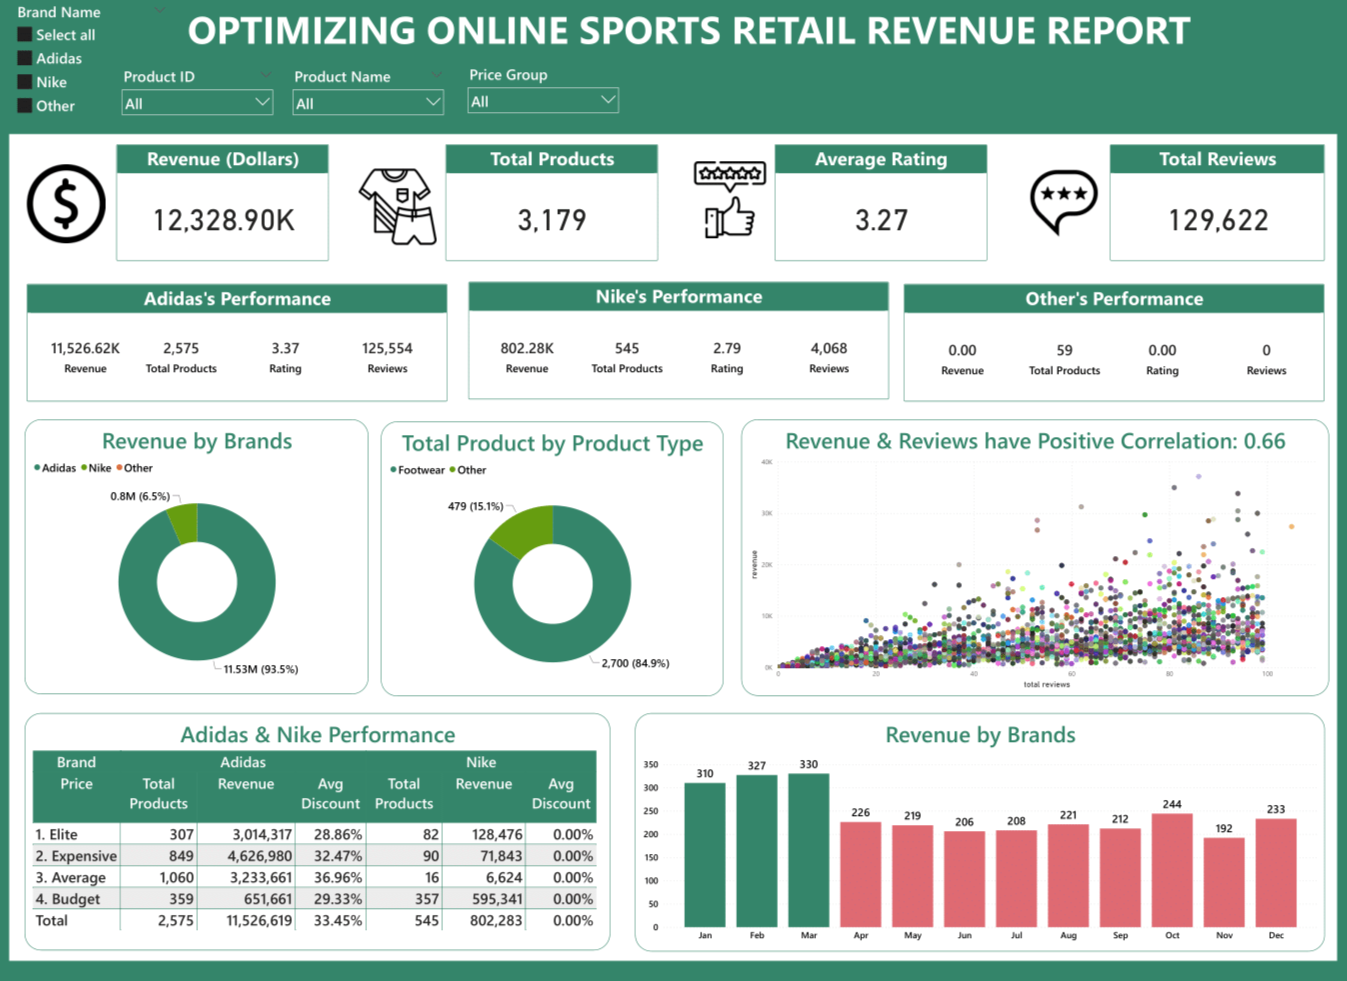 Brand Name
Select all
Adidas
Nike
Other
OPTIMIZING ONLINE SPORTS RETAIL REVENUE REPORT
Product ID
All
Product Name
All
Price Group
All
Revenue (Dollars)
12,328.90K
Total Products
3,179
Average Rating
3.27
Total Reviews
129,622
Adidas's Performance
11,526.62K 2,575 3.37 125,554
Revenue Total Products Rating Reviews
Nike's Performance
802.28K 545 2.79 4,068
Revenue Total Products Rating Reviews
Other's Performance
0.00 59 0.00 0
Revenue Total Products Rating Reviews
Revenue by Brands
Adidas Nike Other
0.8M (6.5%)
11.53M (93.5%)
Total Product by Product Type
Footwear Other
479 (15.1%)
2,700 (84.9%)
Revenue & Reviews have Positive Correlation: 0.66
40K
30K
20K
10K
0K
revenue
0 20 40 60 80 100
total reviews
Adidas & Nike Performance
Brand Adidas Nike
Price Total Revenue Avg Total Revenue Avg
Products Discount Products Discount
1. Elite 307 3,014,317 28.86% 82 128,476 0.00%
2. Expensive 849 4,626,980 32.47% 90 71,843 0.00%
3. Average 1,060 3,233,661 36.96% 16 6,624 0.00%
4. Budget 359 651,661 29.33% 357 595,341 0.00%
Total 2,575 11,526,619 33.45% 545 802,283 0.00%
Revenue by Brands
350
300
250
200
150
100
50
0
310 327 330 226 219 206 208 221 212 244 192 233
Jan Feb Mar Apr May Jun Jul Aug Sep Oct Nov Dec